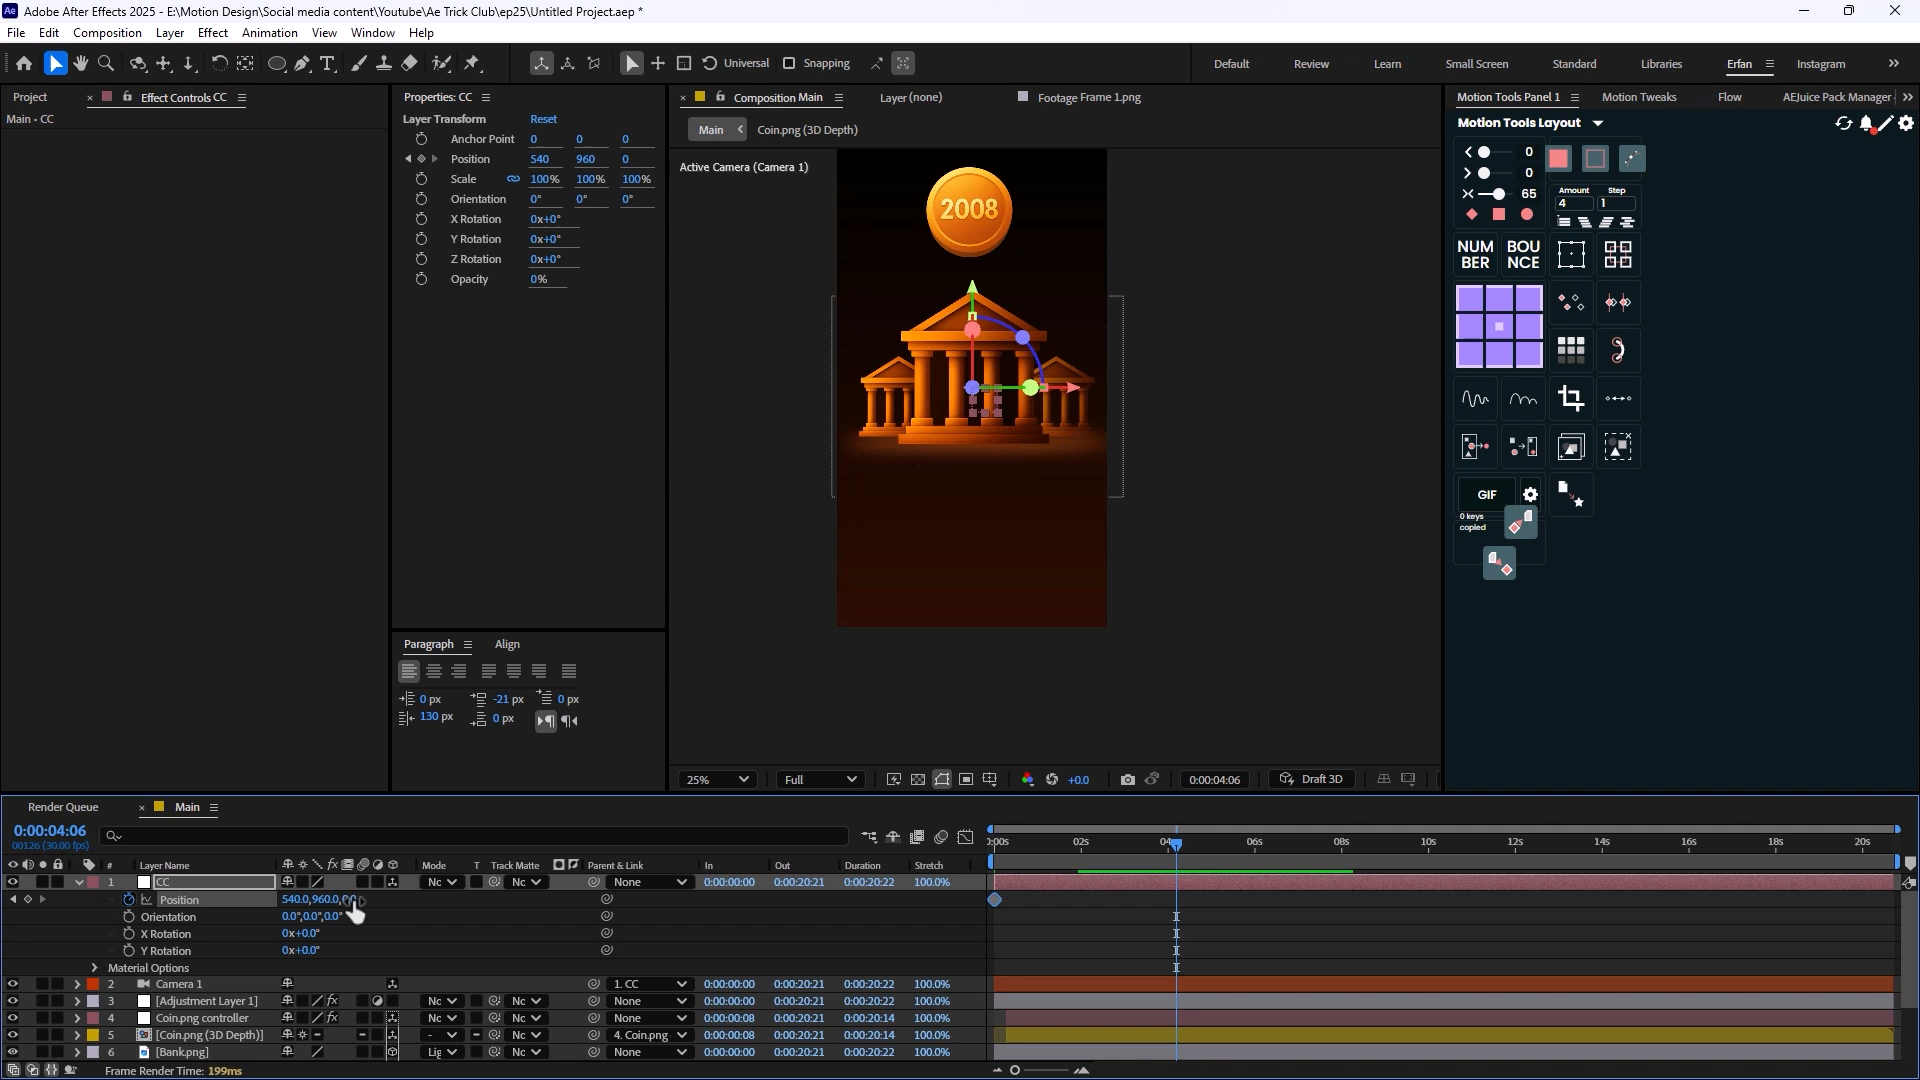 Adobe After Effects 2025 - E:\Motion Design\Social media content\Youtube\Ae Trick Club\ep25\Untitled Project.aep *
File Edit Composition Layer Effect Animation View Window Help
Universal Snapping Default Review Learn Small Screen Standard Libraries Erfan Instagram
Project Effect Controls CC
Main - CC
Properties: CC
Layer Transform Reset
Anchor Point 0 0 0
Position 540 960 0
Scale 100% 100% 100%
Orientation 0° 0° 0°
X Rotation 0x+0°
Y Rotation 0x+0°
Z Rotation 0x+0°
Opacity 0%
Paragraph Align
0 px -21 px 0 px
130 px 0 px
Composition Main Layer (none) Footage Frame 1.png
Main Coin.png (3D Depth)
Active Camera (Camera 1)
2008
25% Full +0.0 0:00:04:06 Draft 3D
Motion Tools Panel 1 Motion Tweaks Flow AEJuice Pack Manager
Motion Tools Layout
0
0
65
Amount Step
4 1
NUM
BER
BOU
NCE
GIF
0 keys
copied
Render Queue Main
0:00:04:06
00126 (30.00 fps)
0:00s 02s 04s 06s 08s 10s 12s 14s 16s 18s 20s
# Layer Name Mode T Track Matte Parent & Link In Out Duration Stretch
1 CC Nc Nc None 0:00:00:00 0:00:20:21 0:00:20:22 100.0%
Position 540.0,960.0,
Orientation 0.0°,0.0°,0.0°
X Rotation 0x+0.0°
Y Rotation 0x+0.0°
Material Options
2 Camera 1 1. CC 0:00:00:00 0:00:20:21 0:00:20:22 100.0%
3 [Adjustment Layer 1] fx Nc Nc None 0:00:00:00 0:00:20:21 0:00:20:22 100.0%
4 Coin.png controller fx Nc Nc None 0:00:00:08 0:00:20:21 0:00:20:14 100.0%
5 [Coin.png (3D Depth)] - Nc 4. Coin.png 0:00:00:08 0:00:20:21 0:00:20:14 100.0%
6 [Bank.png] Lig Nc None 0:00:00:00 0:00:20:21 0:00:20:22 100.0%
Frame Render Time: 199ms